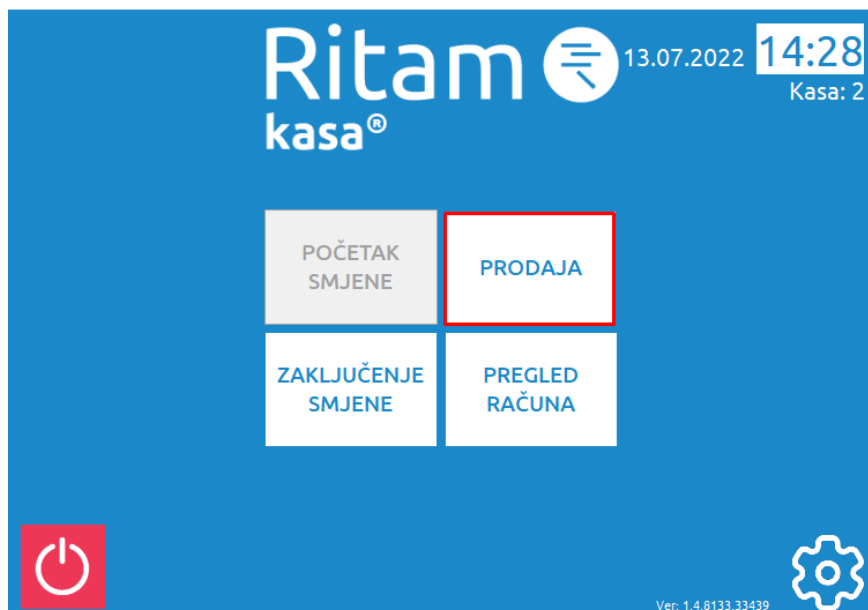 Ritam
kasa®
13.07.2022 14:28
Kasa: 2
POČETAK
SMJENE
PRODAJA
ZAKLJUČENJE
SMJENE
PREGLED
RAČUNA
Ver: 1.4.8133.33439